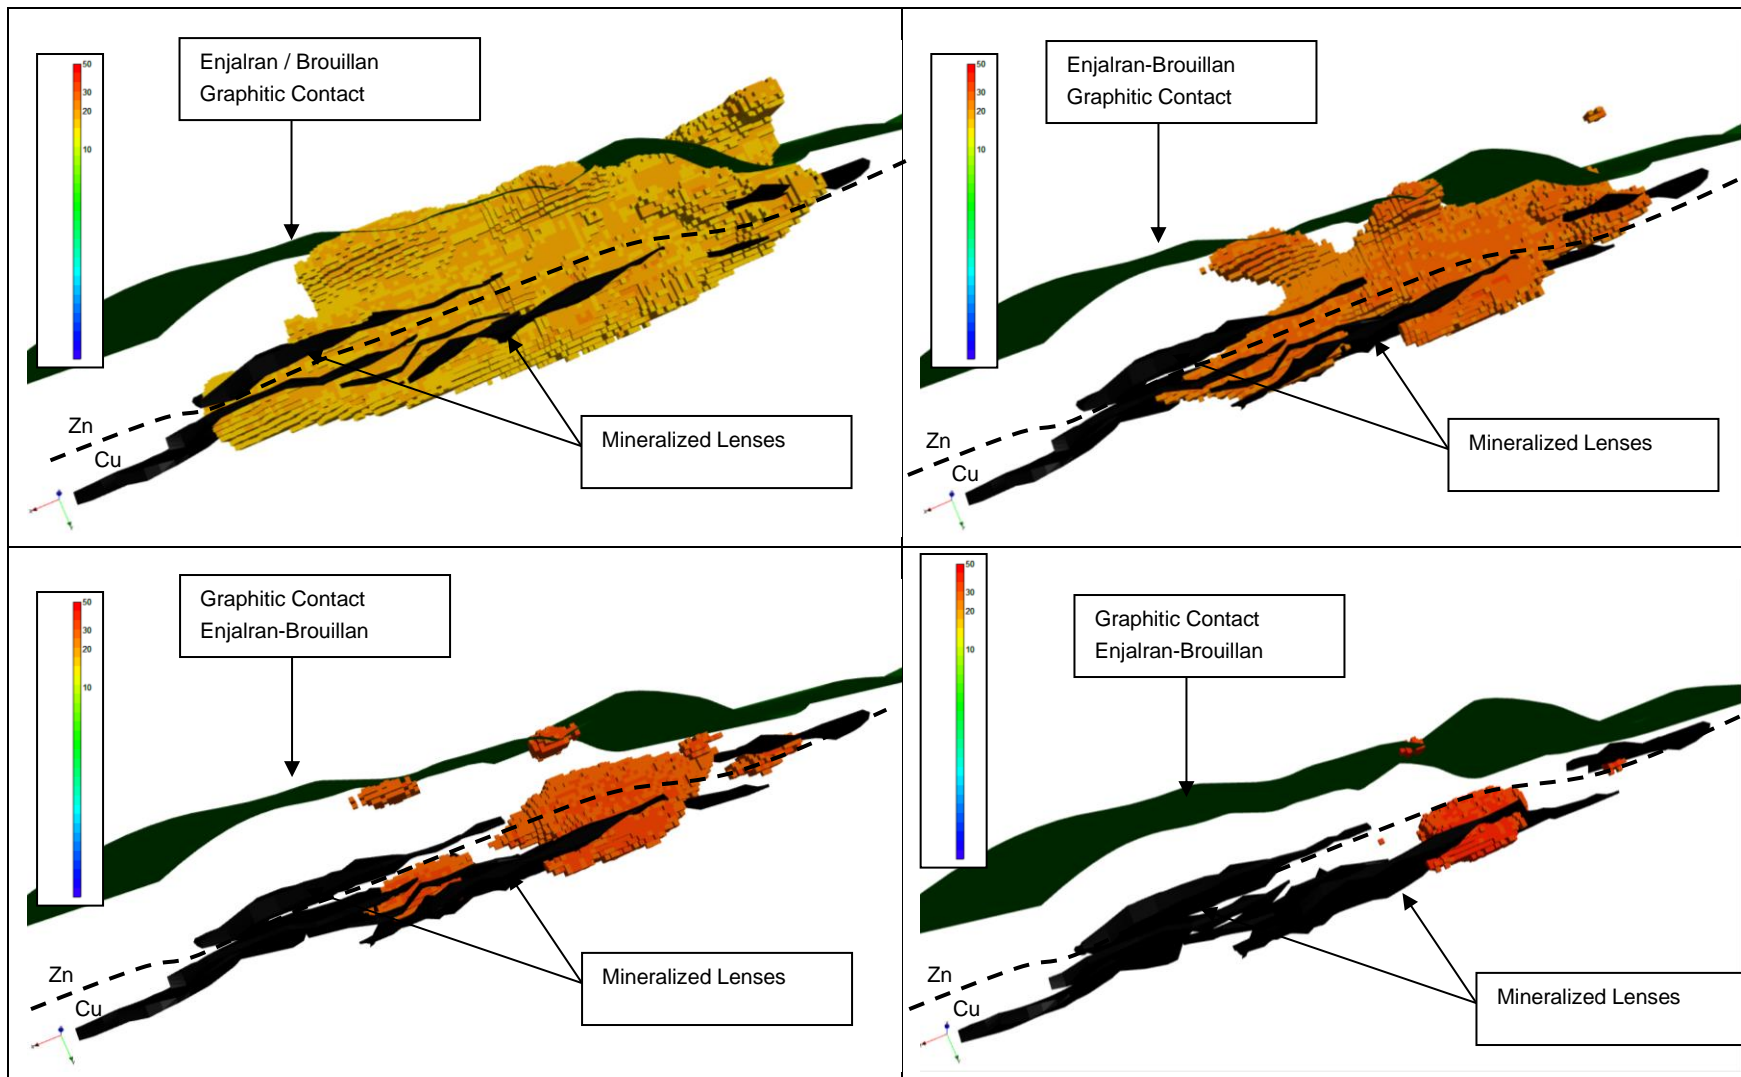 50
30
20
10
Enjalran / Brouillan
Graphitic Contact
Zn
Cu
Mineralized Lenses
50
30
20
10
Enjalran-Brouillan
Graphitic Contact
Zn
Cu
Mineralized Lenses
50
30
20
10
Graphitic Contact
Enjalran-Brouillan
Zn
Cu
Mineralized Lenses
50
30
20
10
Graphitic Contact
Enjalran-Brouillan
Zn
Cu
Mineralized Lenses